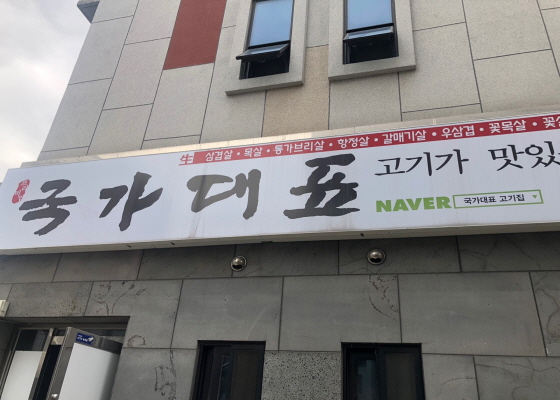 生 삼겹살 • 목살 • 등가브리살 • 항정살 • 갈매기살 • 우삼겹 • 꽃목살 •
국가대표 고기가 맛있
NAVER 국가대표 고기집